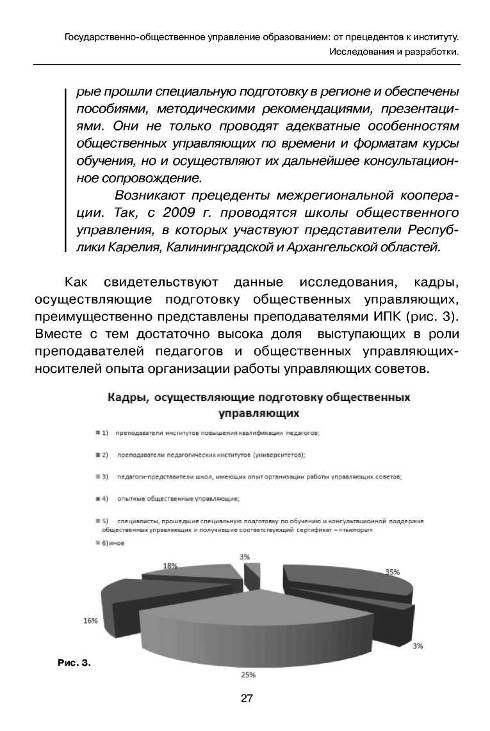 Государственно-общественное управление образованием: от прецедентов к институту.
Исследования и разработки.
рые прошли специальную подготовку в регионе и обеспечены
пособиями, методическими рекомендациями, презентаци-
ями. Они не только проводят адекватные особенностям
общественных управляющих по времени и форматам курсы
обучения, но и осуществляют их дальнейшее консультацион-
ное сопровождение.
Возникают прецеденты межрегиональной коопера-
ции. Так, с 2009 г. проводятся школы общественного
управления, в которых участвуют представители Респуб-
лики Карелия, Калининградской и Архангельской областей.
Как свидетельствуют данные исследования, кадры,
осуществляющие подготовку общественных управляющих,
преимущественно представлены преподавателями ИПК (рис. 3).
Вместе с тем достаточно высока доля выступающих в роли
преподавателей педагогов и общественных управляющих-
носителей опыта организации работы управляющих советов.
Кадры, осуществляющие подготовку общественных
управляющих
1) преподаватели институтов повышения квалификации педагогов;
2) преподаватели педагогических институтов (университетов);
3) педагоги-представители школ, имеющих опыт организации работы управляющих советов;
4) опытные общественные управляющие;
5) специалисты, прошедшие специальную подготовку по обучению и консультационной поддержке
общественных управляющих и получившие соответствующий сертификат – «тьюторы»
6)иное
3%
18%
35%
16%
3%
25%
Рис. 3.
27